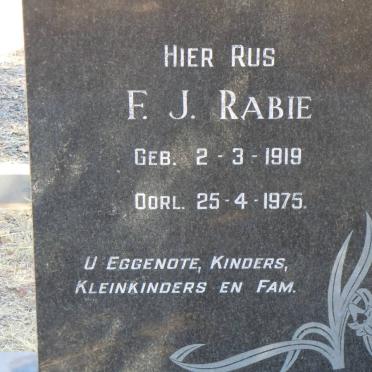 HIER RUS
F. J. RABIE
GEB. 2-3-1919
OORL. 25-4-1975.
U EGGENOTE, KINDERS,
KLEINKINDERS EN FAM.